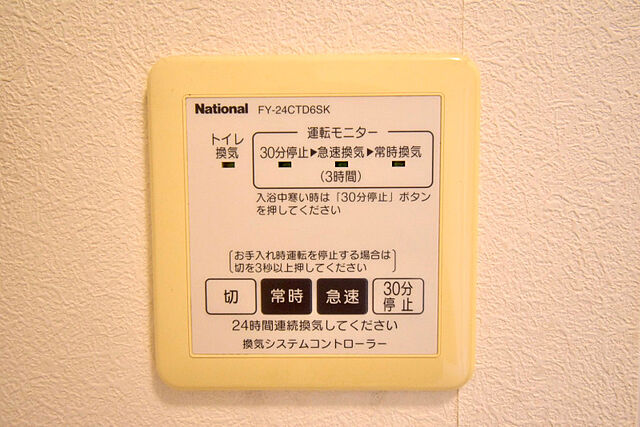 National FY-24CTD6SK
トイレ
換気
運転モニター
30分停止▶急速換気▶常時換気
(3時間)
入浴中寒い時は「30分停止」ボタン
を押してください
お手入れ時運転を停止する場合は
切を3秒以上押してください
切 常時 急速 30分
停止
24時間連続換気してください
換気システムコントローラー